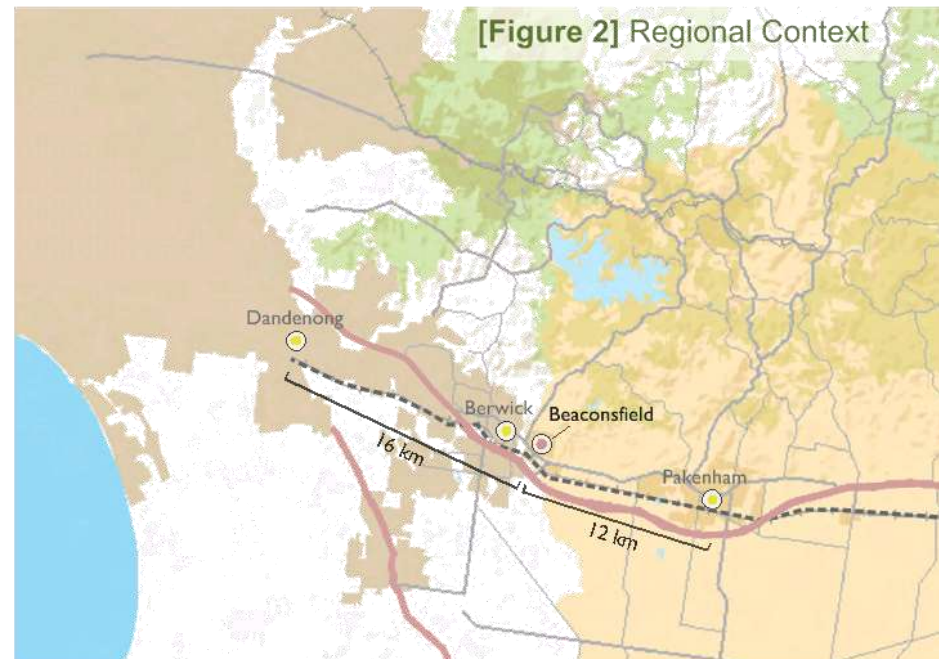 [Figure 2] Regional Context
Dandenong
Berwick
Beaconsfield
16 km
Pakenham
12 km